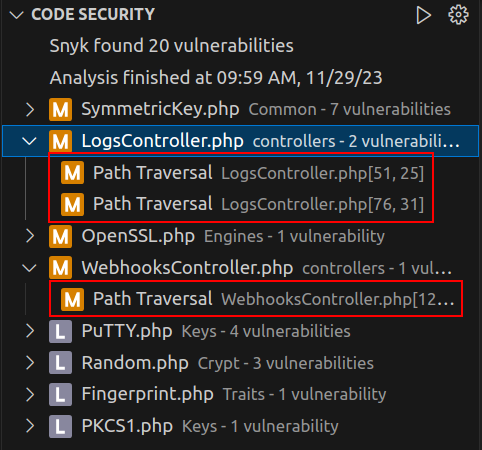 CODE SECURITY
Snyk found 20 vulnerabilities
Analysis finished at 09:59 AM, 11/29/23
M SymmetricKey.php Common - 7 vulnerabilities
M LogsController.php controllers - 2 vulnerabili...
M Path Traversal LogsController.php[51, 25]
M Path Traversal LogsController.php[76, 31]
M OpenSSL.php Engines - 1 vulnerability
M WebhooksController.php controllers - 1 vul...
M Path Traversal WebhooksController.php[12...
L PuTTY.php Keys - 4 vulnerabilities
L Random.php Crypt - 3 vulnerabilities
L Fingerprint.php Traits - 1 vulnerability
L PKCS1.php Keys - 1 vulnerability